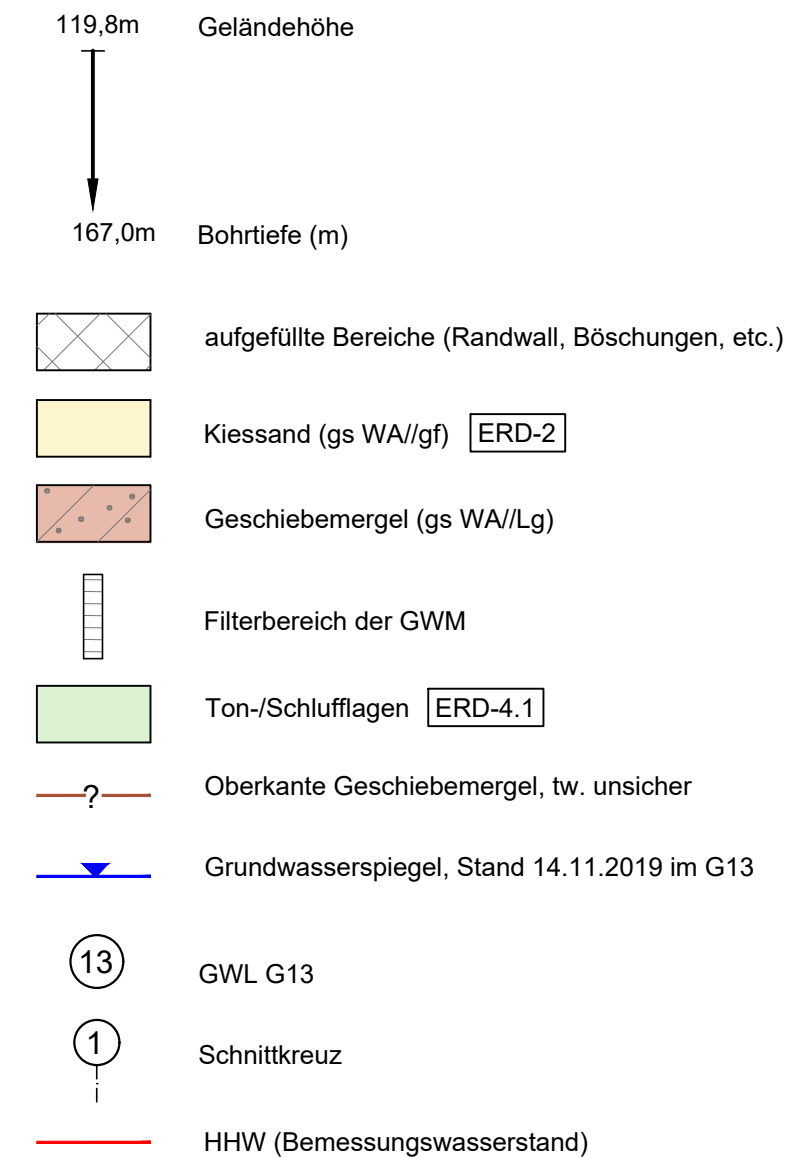 119,8m Geländehöhe
167,0m Bohrtiefe (m)
aufgefüllte Bereiche (Randwall, Böschungen, etc.)
Kiessand (gs WA//gf) ERD-2
Geschiebemergel (gs WA//Lg)
Filterbereich der GWM
Ton-/Schlufflagen ERD-4.1
? Oberkante Geschiebemergel, tw. unsicher
Grundwasserspiegel, Stand 14.11.2019 im G13
13 GWL G13
1 Schnittkreuz
HHW (Bemessungswasserstand)